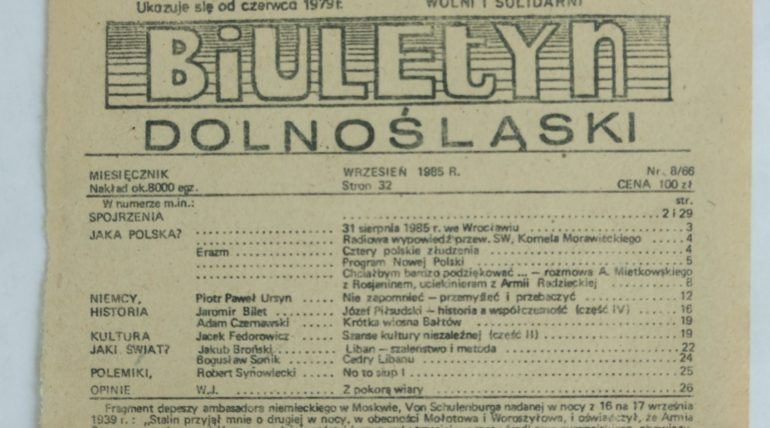 Ukazuje się od czerwca 1979r. WOLNI I SOLIDARNI
BiULEtYn
DOLNOŚLĄSKI
MIESIĘCZNIK WRZESIEŃ 1985 R. Nr. 8/66
Nakład ok.8000 egz. Stron 32 CENA 100 zł
W numerze m.in.: str.
SPOJRZENIA 2 i 29
JAKA POLSKA? 31 sierpnia 1985 r. we Wrocławiu 3
Radiowa wypowiedź przew. SW, Kornela Morawieckiego 4
Erazm Cztery polskie złudzenia 4
Program Nowej Polski 5
Chciałbym bardzo podziękować ... – rozmowa A. Mietkowskiego
z Rosjaninem, uciekinierem z Armii Radzieckiej 8
NIEMCY, Piotr Paweł Ursyn Nie zapomnieć – przemyśleć i przebaczyć 12
HISTORIA Jaromir Bilet Józef Piłsudski – historia a współczesność (część IV) 16
Adam Czernawski Krótka wiosna Bałtów 19
KULTURA Jacek Fedorowicz Szanse kultury niezależnej (część II) 19
JAKI ŚWIAT? Jakub Broński Liban – szaleństwo i metoda 22
Bogusław Sonik Cedry Libanu 24
POLEMIKI, Robert Synowiecki No to siup ! 25
OPINIE W.J. Z pokorą wiary 26
Fragment depeszy ambasadora niemieckiego w Moskwie, Von Schulenburga nadanej w nocy z 16 na 17 września
1939 r. : „Stalin przyjął mnie o drugiej w nocy, w obecności Mołotowa i Woroszyłowa, i oświadczył, że Armia